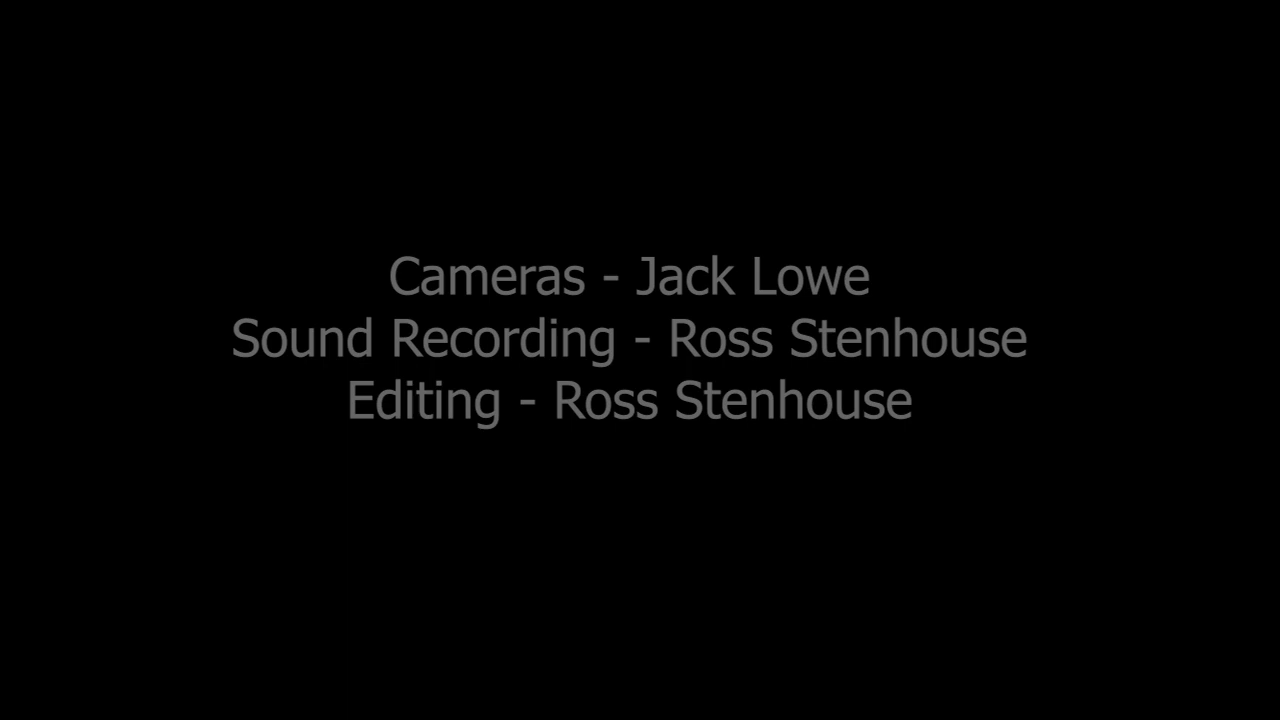 Cameras - Jack Lowe
Sound Recording - Ross Stenhouse
Editing - Ross Stenhouse